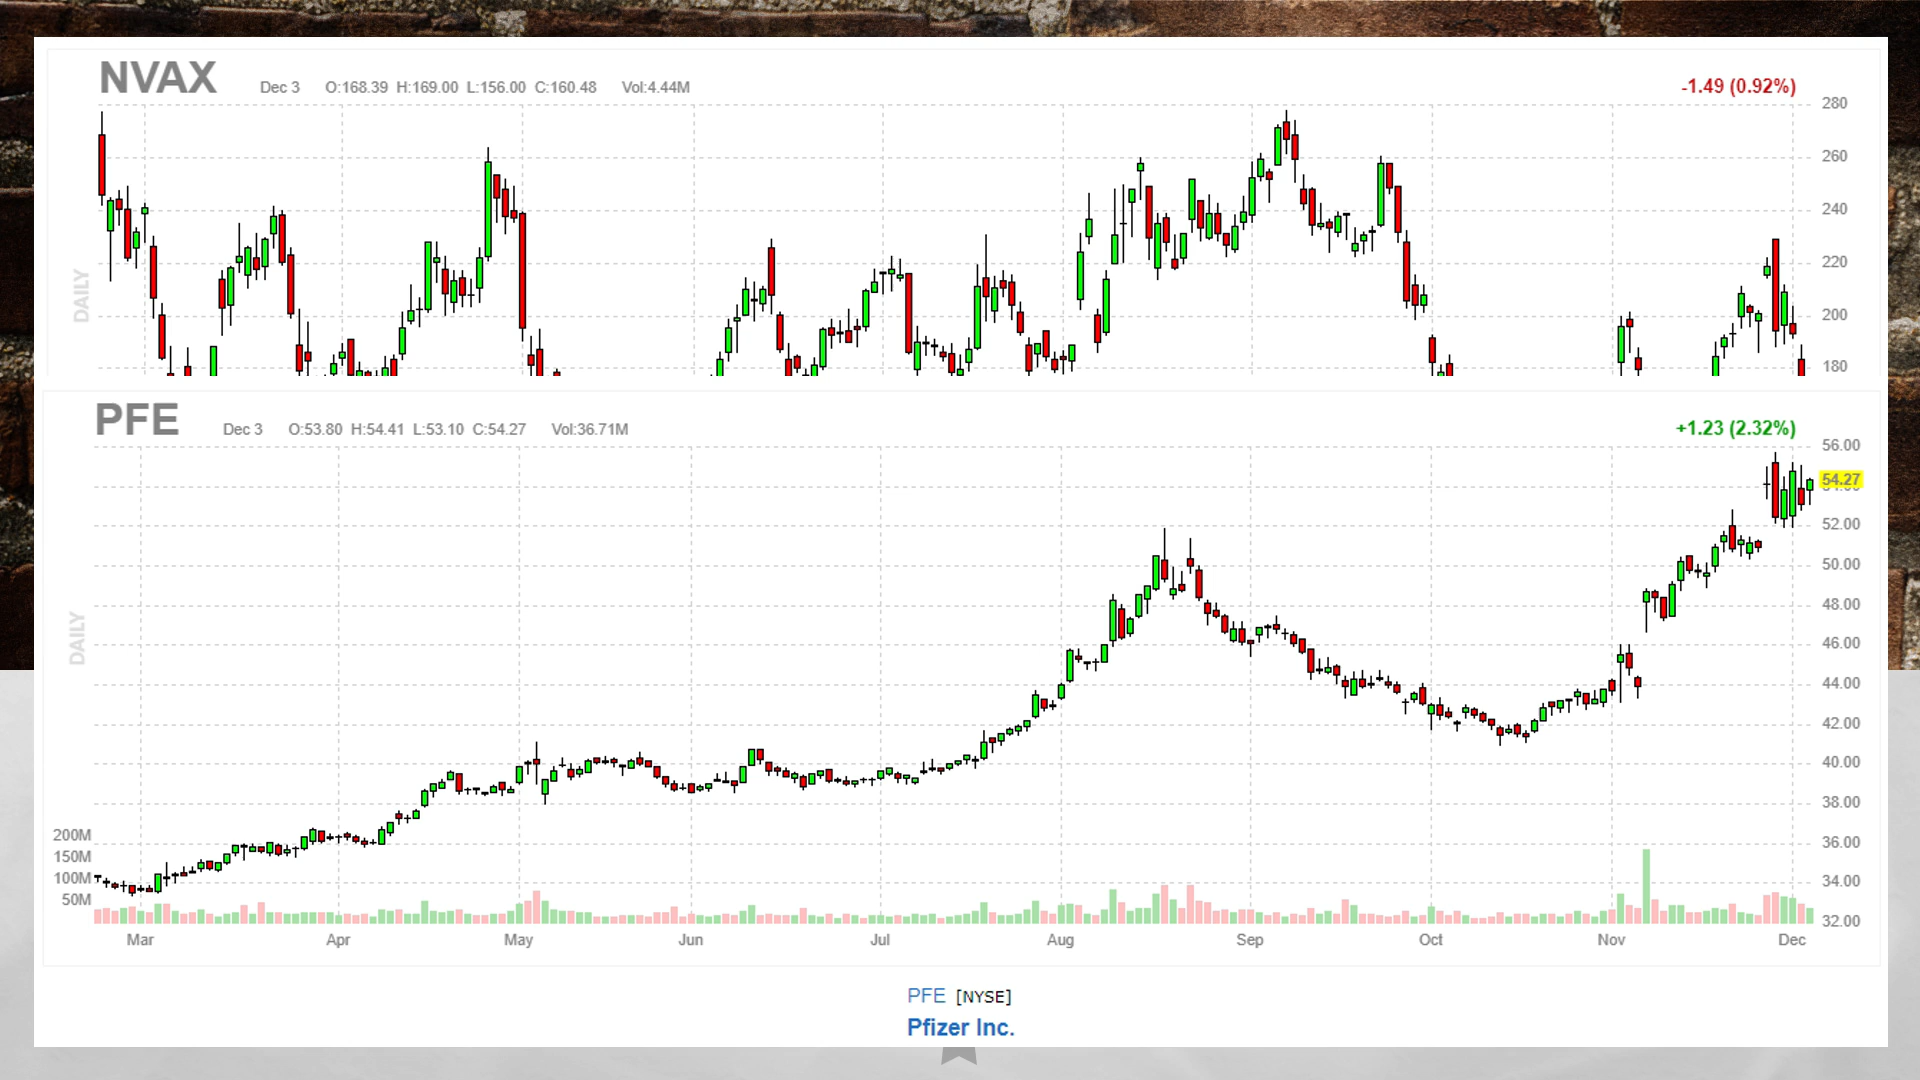 NVAX Dec 3 O:168.39 H:169.00 L:156.00 C:160.48 Vol:4.44M -1.49 (0.92%)
280
260
240
220
200
180
DAILY
PFE Dec 3 O:53.80 H:54.41 L:53.10 C:54.27 Vol:36.71M +1.23 (2.32%)
56.00
54.27
52.00
50.00
48.00
46.00
44.00
42.00
40.00
38.00
36.00
34.00
32.00
DAILY
200M
150M
100M
50M
Mar Apr May Jun Jul Aug Sep Oct Nov Dec
PFE [NYSE]
Pfizer Inc.